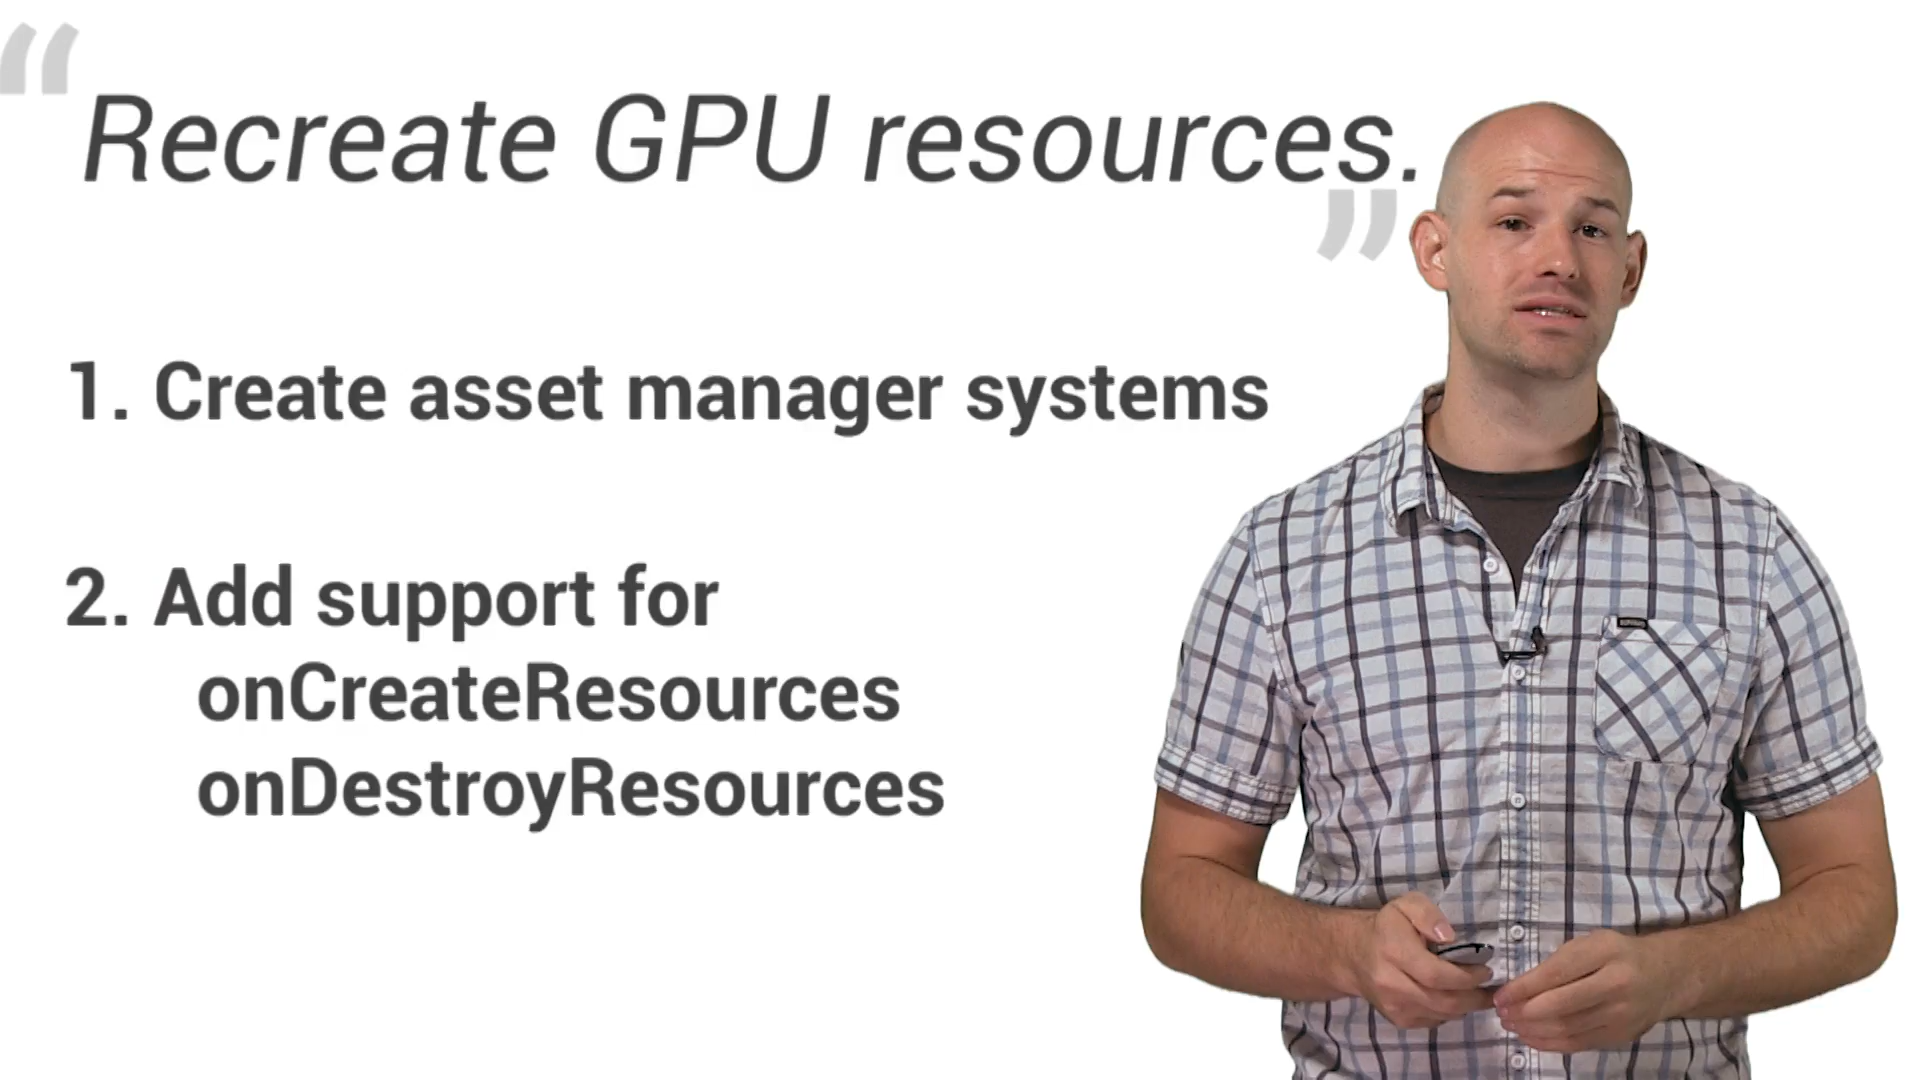 “Recreate GPU resources.”
1. Create asset manager systems
2. Add support for
onCreateResources
onDestroyResources